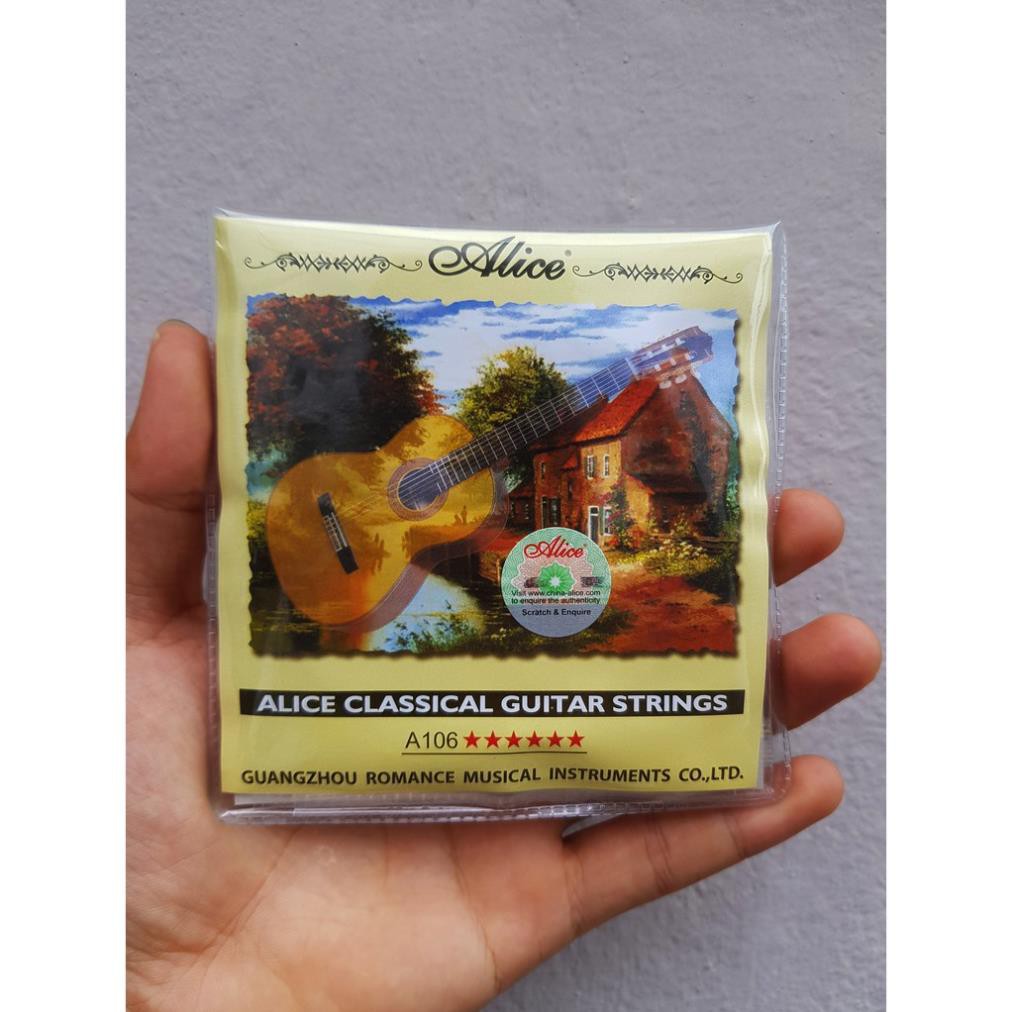 Alice®
Alice®
Visit www.china-alice.com
to enquire the authenticity
Scratch & Enquire
ALICE CLASSICAL GUITAR STRINGS
A106★★★★★★
GUANGZHOU ROMANCE MUSICAL INSTRUMENTS CO.,LTD.